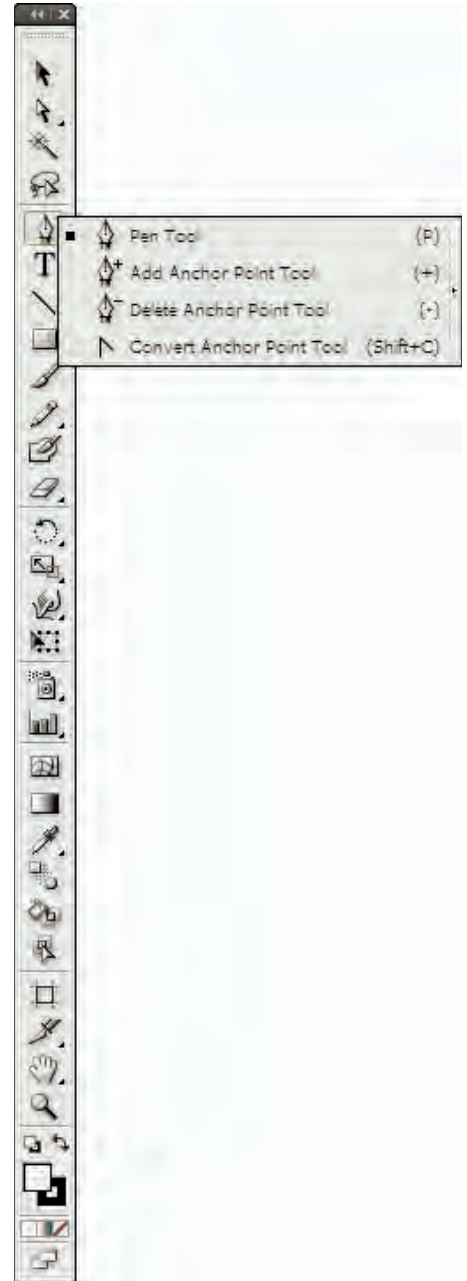 Pen Tool (P)
T
Add Anchor Point Tool (+)
Delete Anchor Point Tool (-)
Convert Anchor Point Tool (Shift+C)